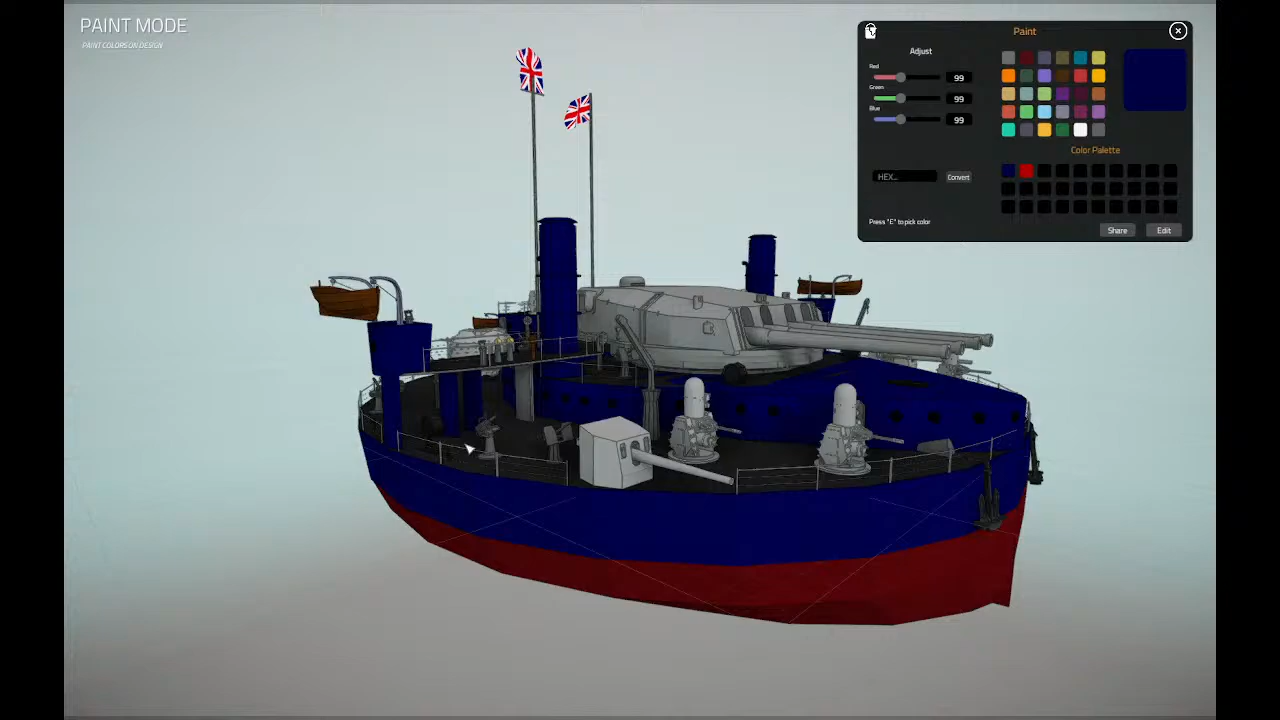 PAINT MODE
PAINT COLORS ON DESIGN
Paint
Adjust
Red
99
Green
99
Blue
99
Color Palette
HEX...
Convert
Press "E" to pick color
Share
Edit